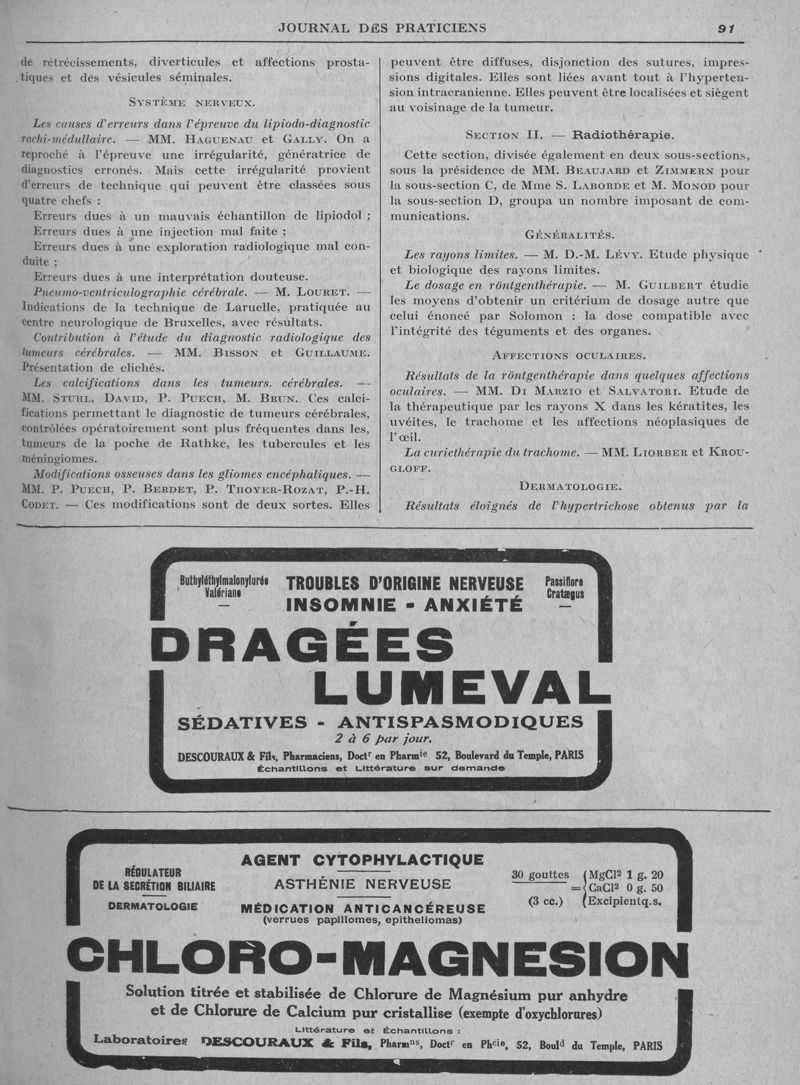 JOURNAL DES PRATICIENS 91
de rétrécissements, diverticules et affections prosta-
tiques et des vésicules séminales.
SYSTÈME NERVEUX.
Les causes d'erreurs dans l'épreuve du lipiodo-diagnostic
rachi-médullaire. — MM. HAGUENAU et GALLY. On a
reproché à l'épreuve une irrégularité, génératrice de
diagnostics erronés. Mais cette irrégularité provient
d'erreurs de technique qui peuvent être classées sous
quatre chefs :
Erreurs dues à un mauvais échantillon de lipiodol ;
Erreurs dues à une injection mal faite ;
Erreurs dues à une exploration radiologique mal con-
duite ;
Erreurs dues à une interprétation douteuse.
Pneumo-ventriculographie cérébrale. — M. LOURET. —
Indications de la technique de Laruelle, pratiquée au
centre neurologique de Bruxelles, avec résultats.
Contribution à l'étude du diagnostic radiologique des
tumeurs cérébrales. — MM. BISSON et GUILLAUME.
Présentation de clichés.
Les calcifications dans les tumeurs. cérébrales. —
MM. STUHL, DAVID, P. PUECH, M. BRUN. Ces calci-
fications permettant le diagnostic de tumeurs cérébrales,
contrôlées opératoirement sont plus fréquentes dans les,
tumeurs de la poche de Rathke, les tubercules et les
méningiomes.
Modifications osseuses dans les gliomes encéphaliques. —
MM. P. PUECH, P. BERDET, P. THOYER-ROZAT, P.-H.
CODET. — Ces modifications sont de deux sortes. Elles
peuvent être diffuses, disjonction des sutures, impres-
sions digitales. Elles sont liées avant tout à l'hyperten-
sion intracranienne. Elles peuvent être localisées et siègent
au voisinage de la tumeur.
SECTION II. — Radiothérapie.
Cette section, divisée également en deux sous-sections,
sous la présidence de MM. BEAUJARD et ZIMMERN pour
la sous-section C, de Mme S. LABORDE et M. MONOD pour
la sous-section D, groupa un nombre imposant de com-
munications.
GÉNÉRALITÉS.
Les rayons limites. — M. D.-M. LÉVY. Etude physique
et biologique des rayons limites.
Le dosage en röntgenthérapie. — M. GUILBERT étudie
les moyens d'obtenir un critérium de dosage autre que
celui énoncé par Solomon : la dose compatible avec
l'intégrité des téguments et des organes.
AFFECTIONS OCULAIRES.
Résultats de la röntgenthérapie dans quelques affections
oculaires. — MM. DI MARZIO et SALVATORI. Etude de
la thérapeutique par les rayons X dans les kératites, les
uvéites, le trachome et les affections néoplasiques de
l'œil.
La curiethérapie du trachome. — MM. LIORBER et KROU-
GLOFF.
DERMATOLOGIE.
Résultats éloignés de l'hypertrichose obtenus par la
Buthyléthylmalonylurée
Valériane
—
TROUBLES D'ORIGINE NERVEUSE
INSOMNIE - ANXIÉTÉ
Passiflore
Cratægus
—
DRAGÉES
LUMEVAL
SÉDATIVES - ANTISPASMODIQUES
2 à 6 par jour.
DESCOURAUX & Fils, Pharmaciens, Doctr en Pharmie 52, Boulevard du Temple, PARIS
Échantillons et Littérature sur demande
RÉGULATEUR
DE LA SECRÉTION BILIAIRE
DERMATOLOGIE
AGENT CYTOPHYLACTIQUE
ASTHÉNIE NERVEUSE
MÉDICATION ANTICANCÉREUSE
(verrues papillomes, epitheliomas)
30 gouttes
(3 cc.)
= { MgCl² 1 g. 20
CaCl² 0 g. 50
Excipientq.s.
CHLORO-MAGNESION
Solution titrée et stabilisée de Chlorure de Magnésium pur anhydre
et de Chlorure de Calcium pur cristallise (exempte d'oxychlorures)
Littérature et Échantillons :
Laboratoires DESCOURAUX & Fils, Pharmns, Doctr en Phcie, 52, Bould du Temple, PARIS